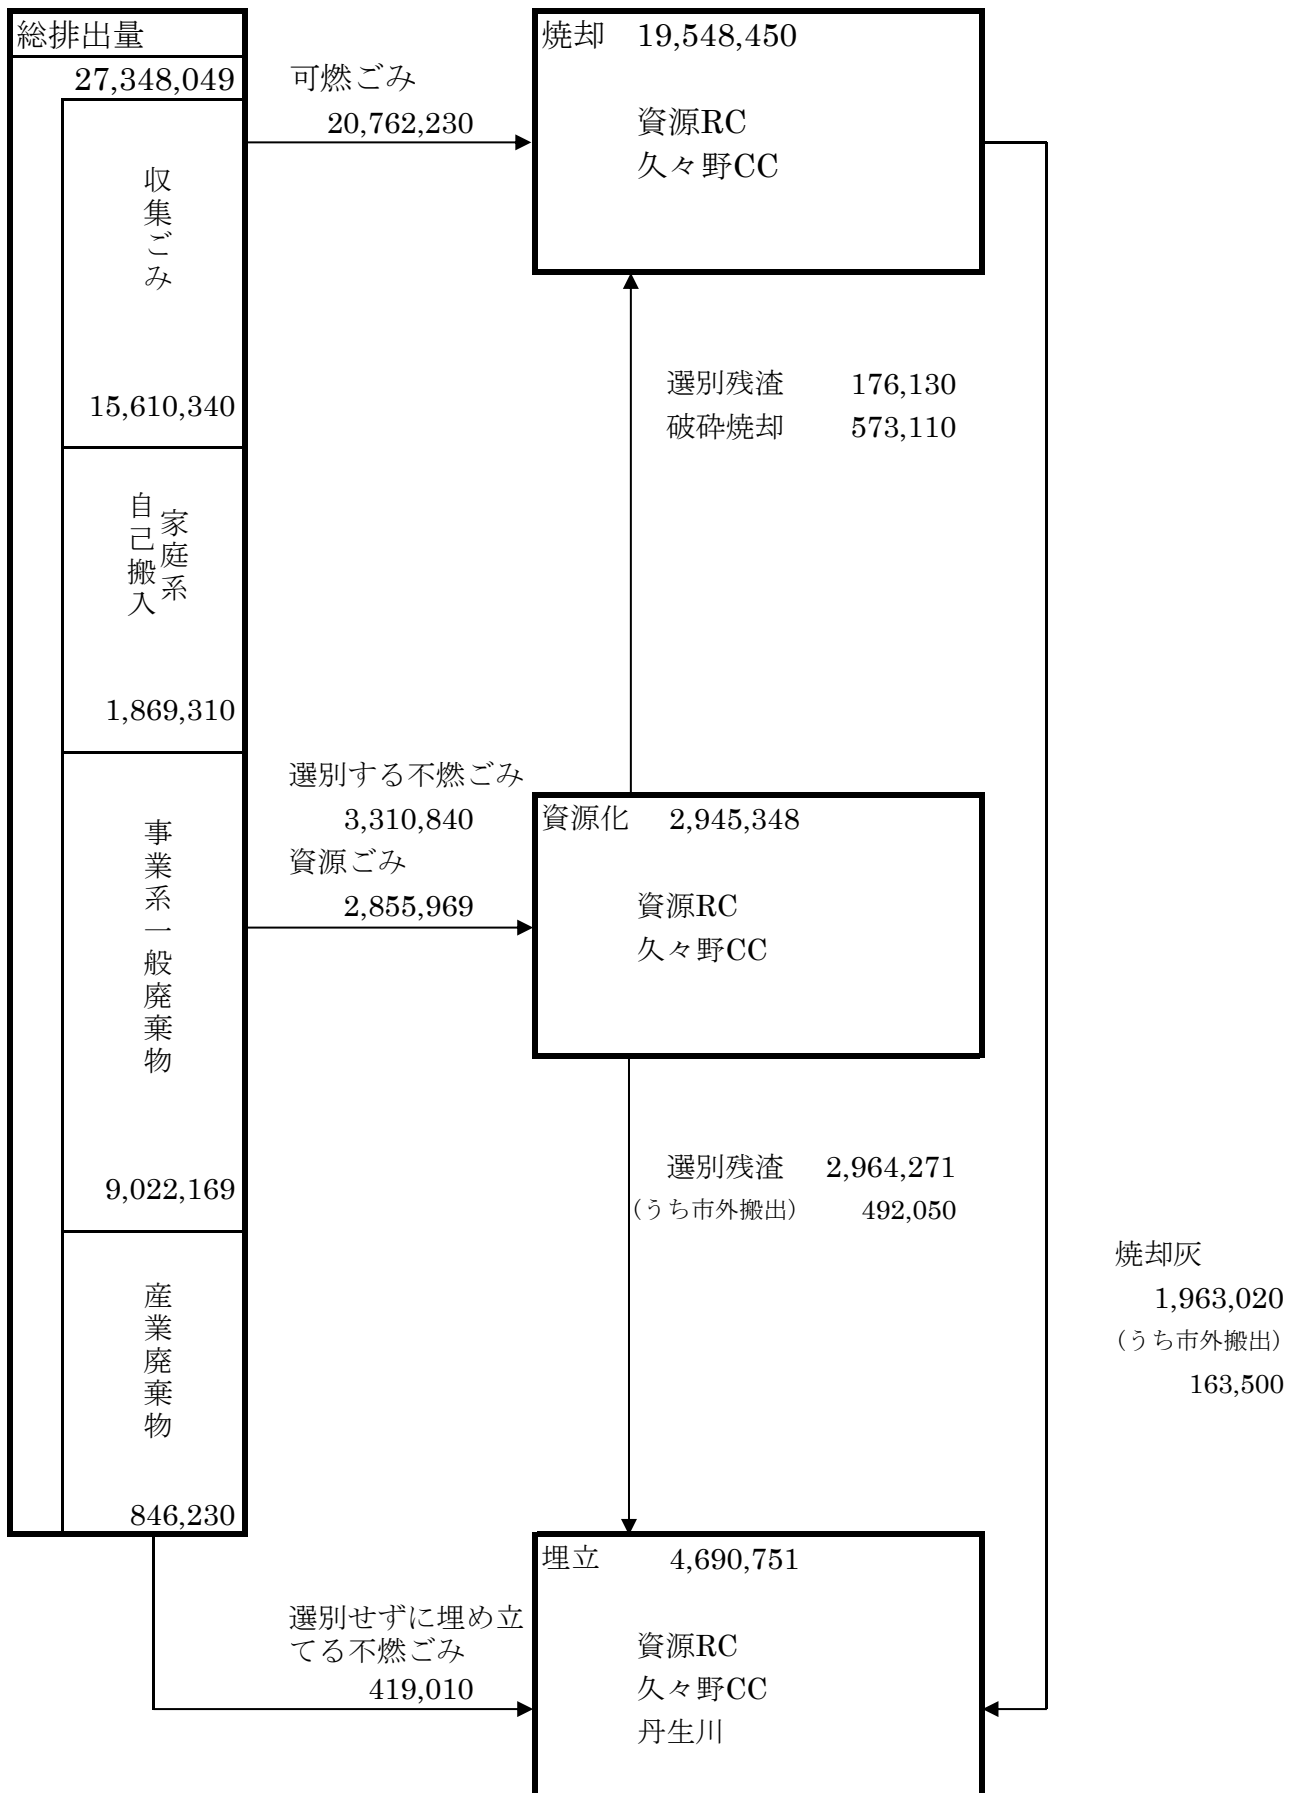 総排出量
27,348,049
収集ごみ
15,610,340
家庭系
自己搬入
1,869,310
事業系一般廃棄物
9,022,169
産業廃棄物
846,230
可燃ごみ
20,762,230
焼却 19,548,450
資源RC
久々野CC
選別残渣 176,130
破砕焼却 573,110
選別する不燃ごみ
3,310,840
資源ごみ
2,855,969
資源化 2,945,348
資源RC
久々野CC
選別残渣 2,964,271
(うち市外搬出) 492,050
焼却灰
1,963,020
(うち市外搬出)
163,500
選別せずに埋め立
てる不燃ごみ
419,010
埋立 4,690,751
資源RC
久々野CC
丹生川